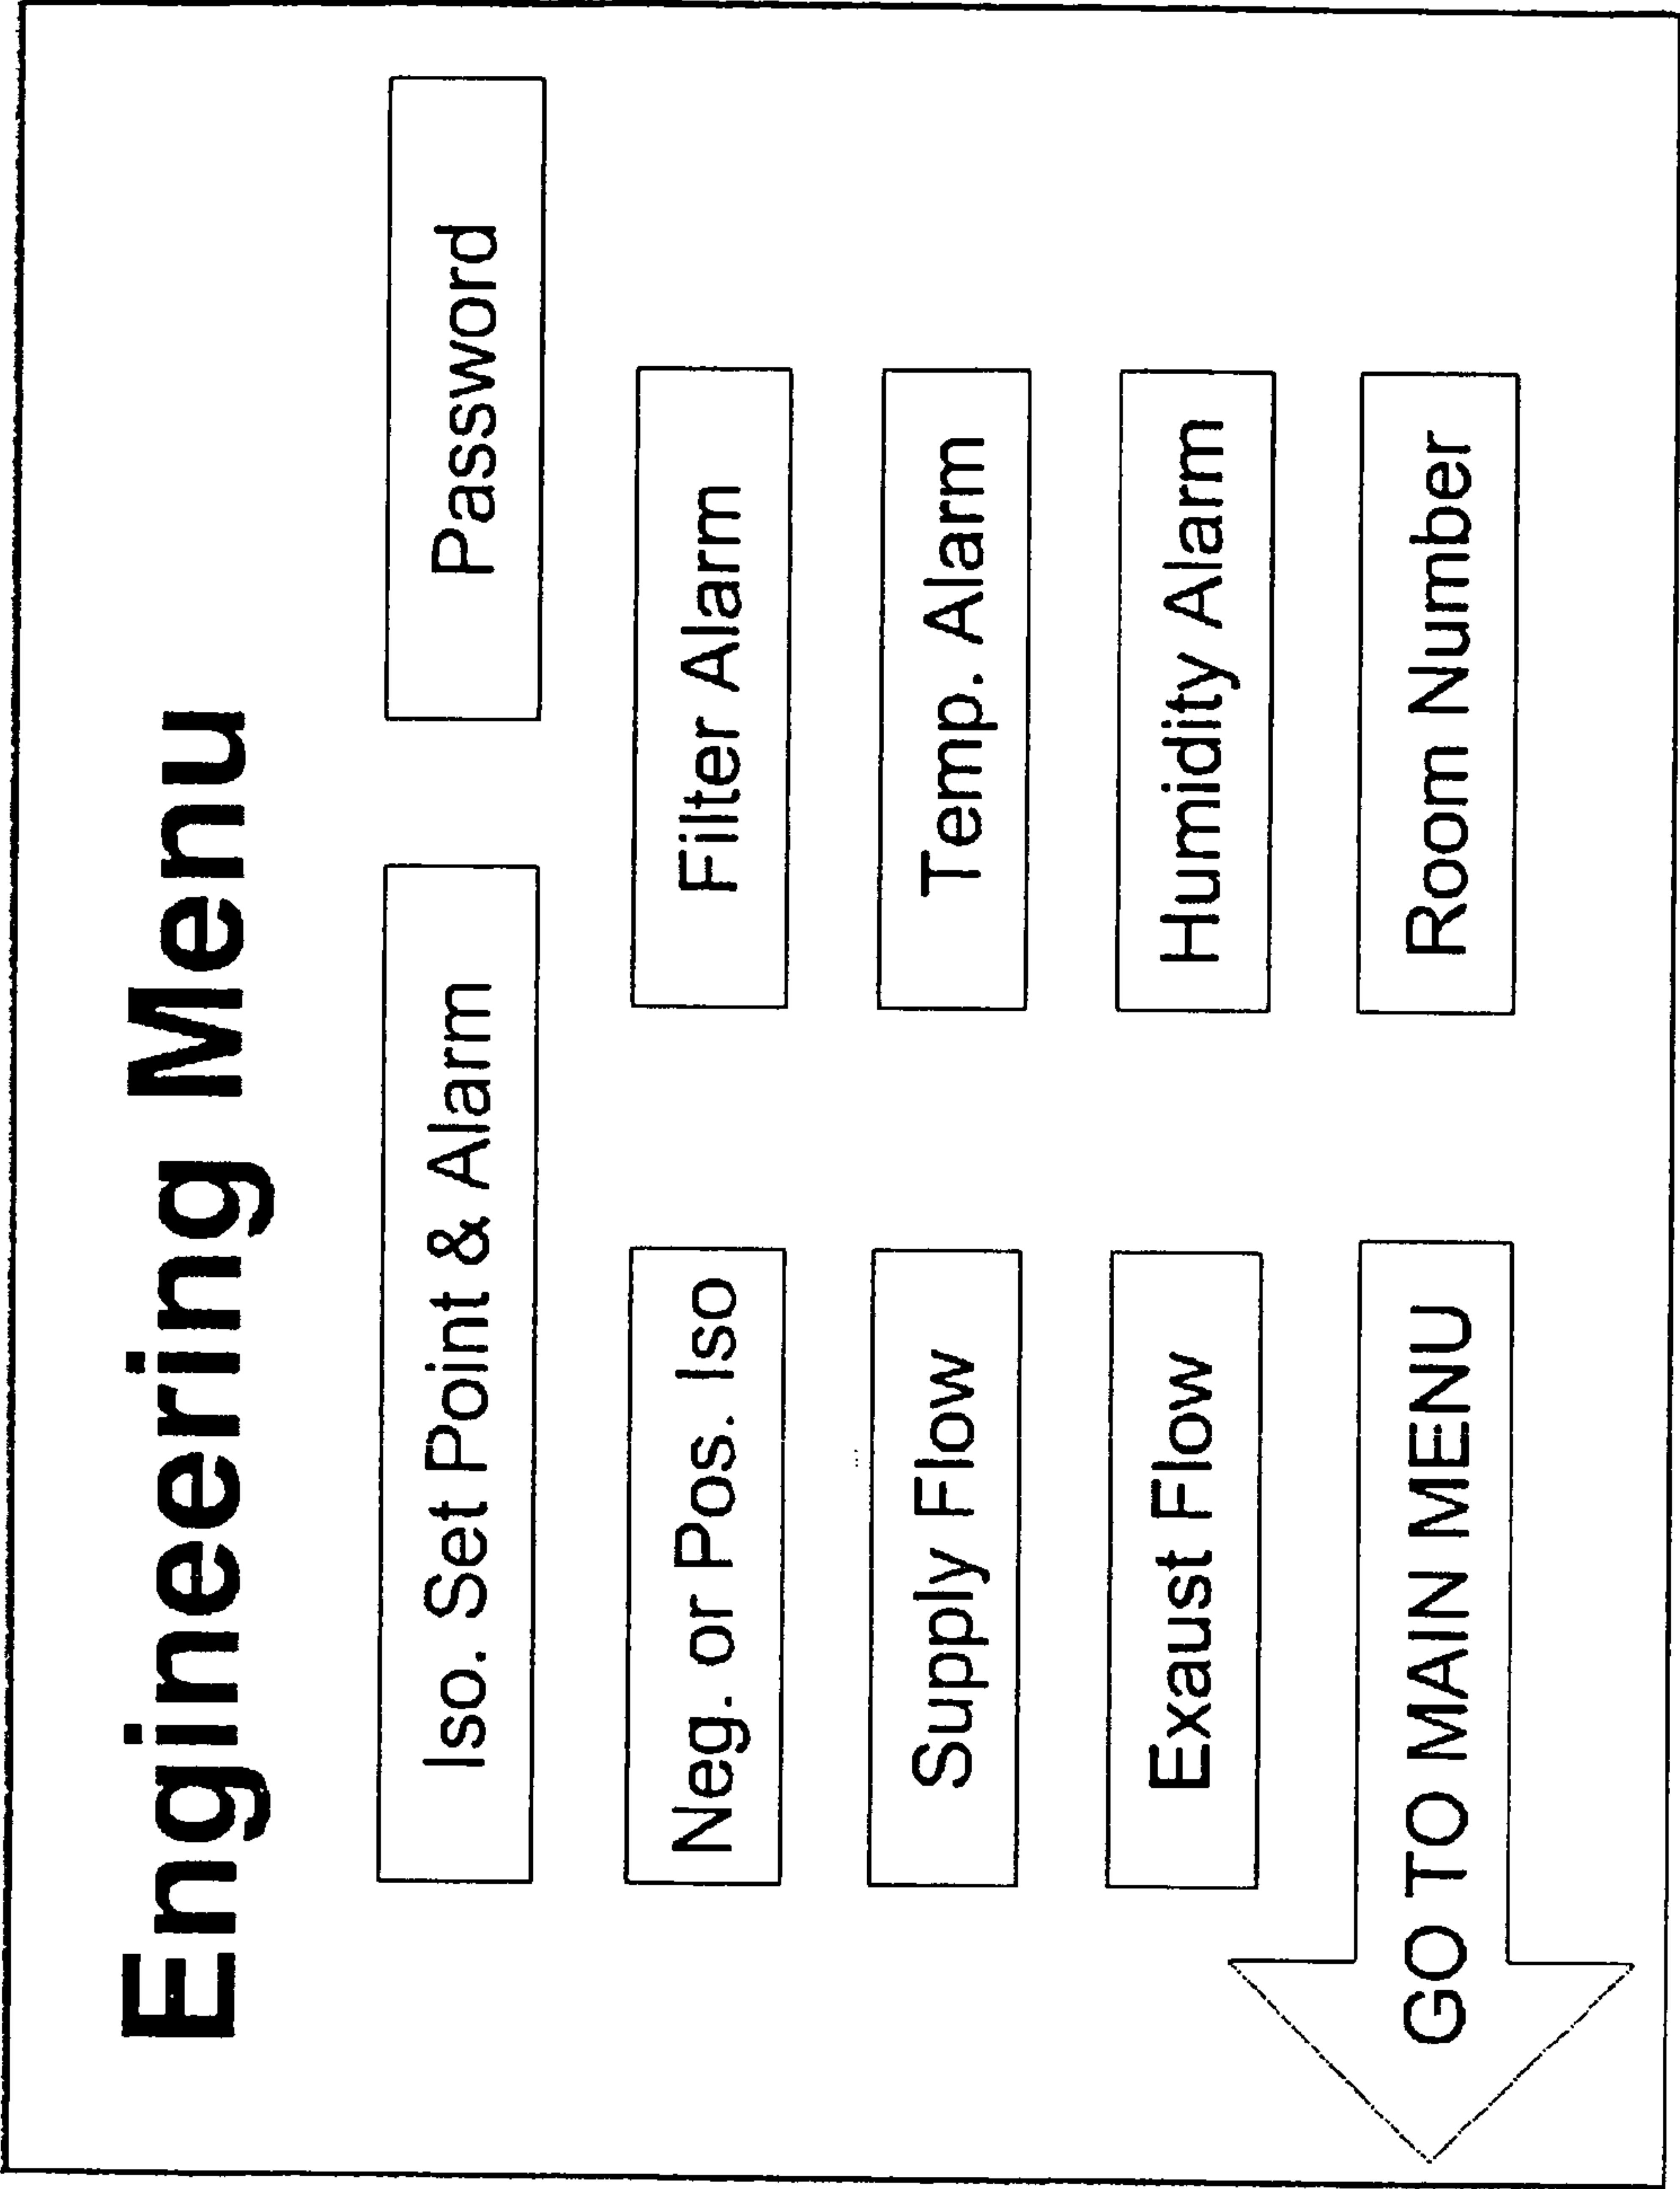 Engineering Menu
Iso. Set Point & Alarm
Password
Neg. or Pos. Iso
Filter Alarm
Supply Flow
Temp. Alarm
Exaust Flow
Humidity Alarm
GO TO MAIN MENU
Room Number